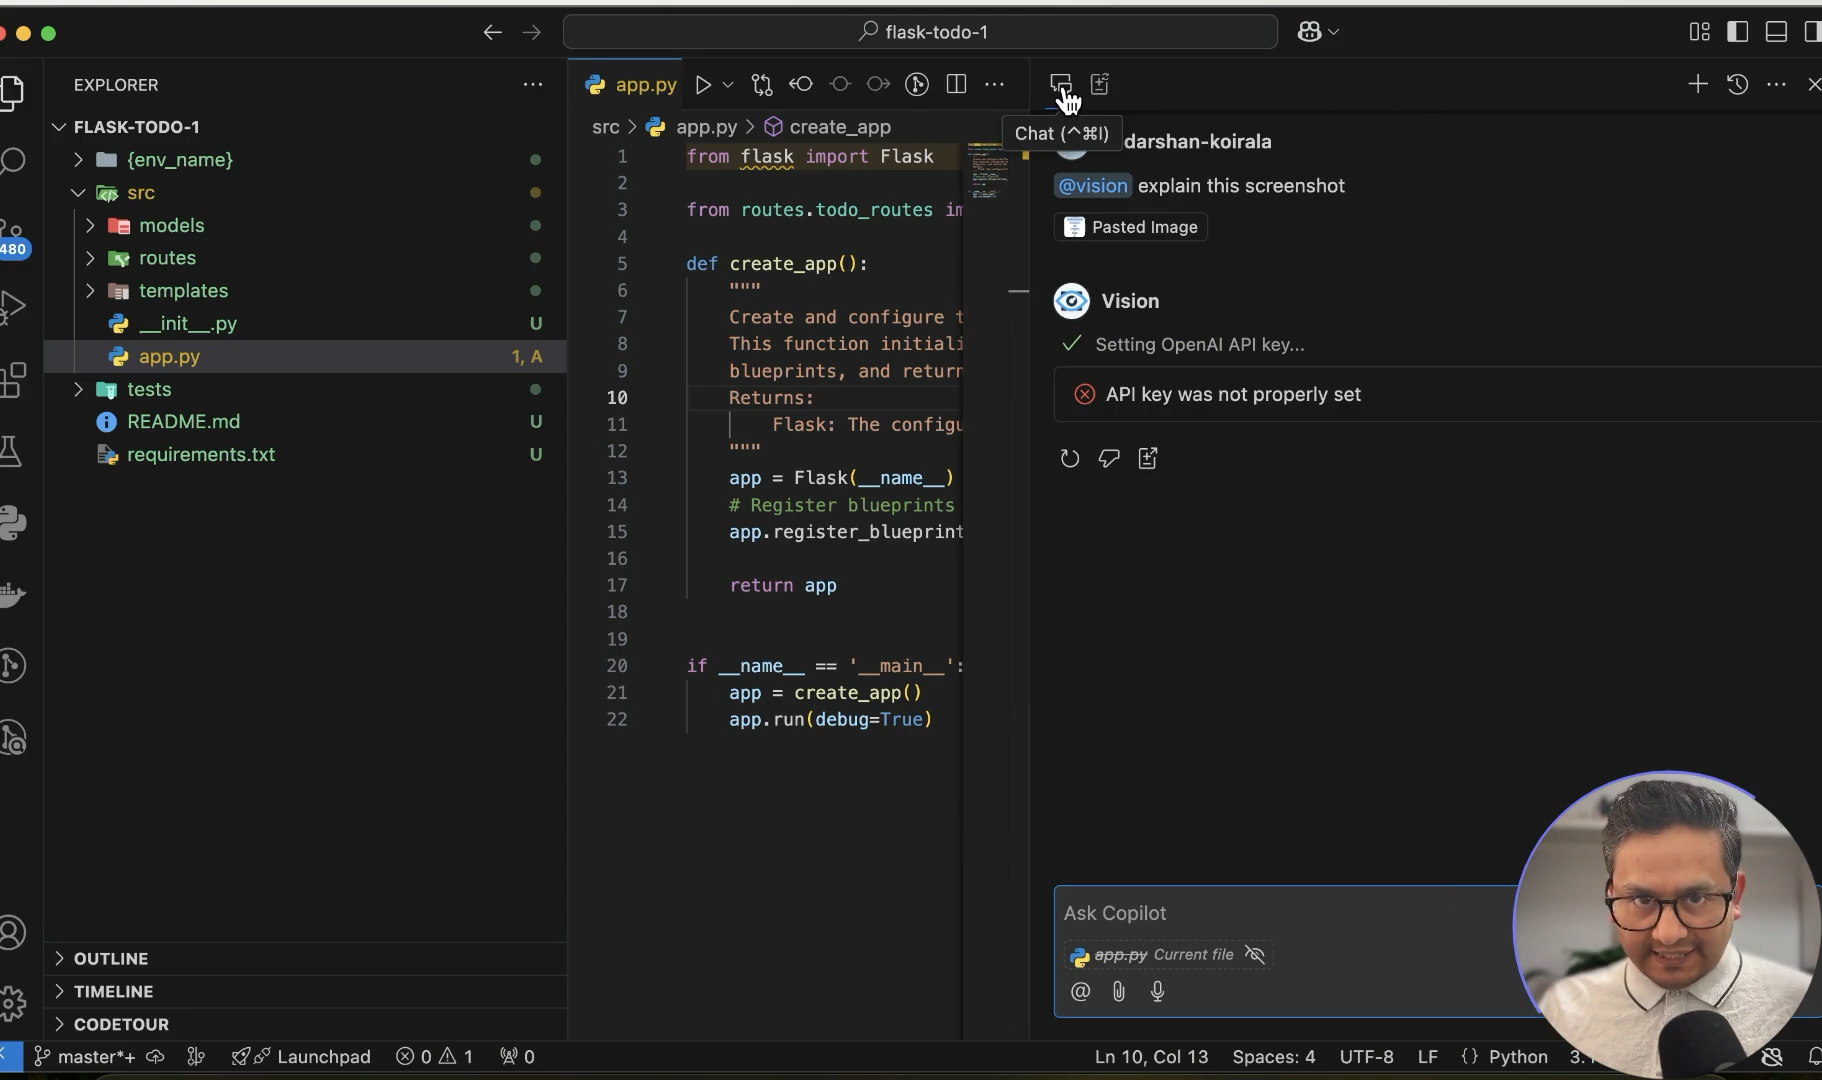 flask-todo-1
EXPLORER
FLASK-TODO-1
{env_name}
src
models
routes
templates
__init__.py U
app.py 1, A
tests
README.md U
requirements.txt U
480
OUTLINE
TIMELINE
CODETOUR
app.py
src > app.py > create_app
1 from flask import Flask
2
3 from routes.todo_routes im
4
5 def create_app():
6 """
7 Create and configure t
8 This function initiali
9 blueprints, and return
10 Returns:
11 Flask: The configu
12 """
13 app = Flask(__name__)
14 # Register blueprints
15 app.register_blueprint
16
17 return app
18
19
20 if __name__ == '__main__':
21 app = create_app()
22 app.run(debug=True)
Chat (^⌘I)
darshan-koirala
@vision explain this screenshot
Pasted Image
Vision
Setting OpenAI API key...
API key was not properly set
Ask Copilot
app.py Current file
master*+ Launchpad 0 1 0 Ln 10, Col 13 Spaces: 4 UTF-8 LF {} Python